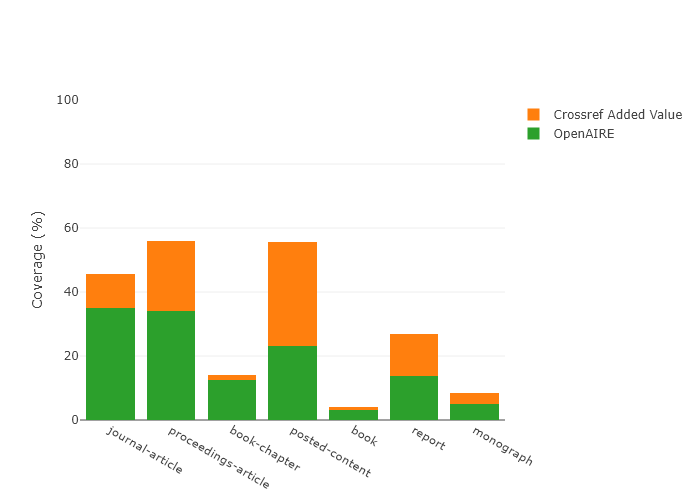 100
80
60
40
20
0
Coverage (%)
journal-article
proceedings-article
book-chapter
posted-content
book
report
monograph
Crossref Added Value
OpenAIRE